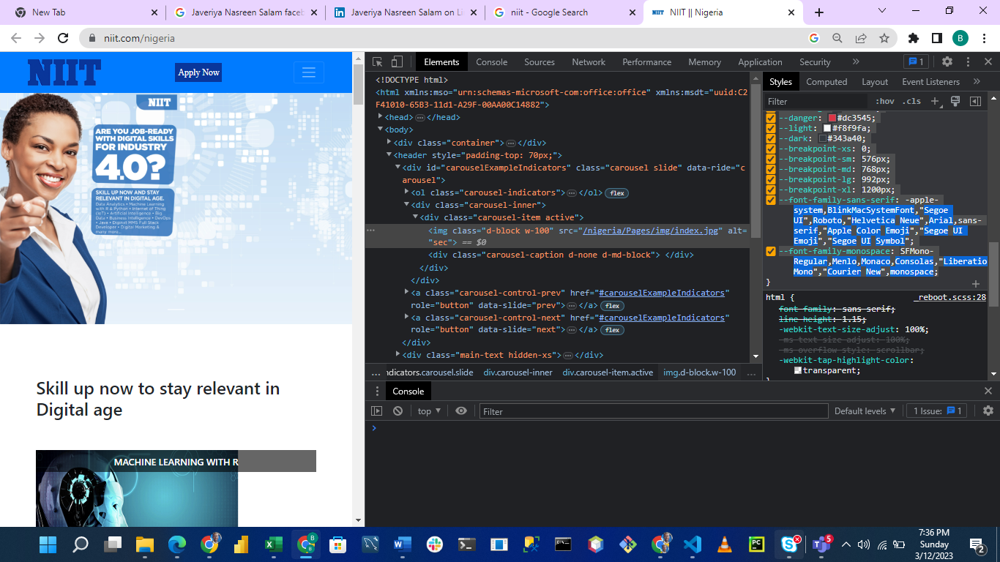 New Tab
Javeriya Nasreen Salam faceb
Javeriya Nasreen Salam on Li
niit - Google Search
NIIT || Nigeria
niit.com/nigeria
B
NIIT
Apply Now
NIIT
ARE YOU JOB-READY
WITH DIGITAL SKILLS
FOR INDUSTRY
4.0?
SKILL UP NOW AND STAY
RELEVANT IN DIGITAL AGE.
Data Analytics • Machine Learning
with R & Python • Internet of Thing
(IoT) • Artificial Intelligence • Big
Data • Business Intelligence • DevOps
• Java • Diginxt MMS Full Stack
Developer • Digital Marketing &
many more...
Skill up now to stay relevant in
Digital age
MACHINE LEARNING WITH R
Elements
Console
Sources
Network
Performance
Memory
Application
Security
»
1
<!DOCTYPE html>
<html xmlns:mso="urn:schemas-microsoft-com:office:office" xmlns:msdt="uuid:C2
F41010-65B3-11d1-A29F-00AA00C14882">
<head>…</head>
<body>
<div class="container">…</div>
<header style="padding-top: 70px;">
<div id="carouselExampleIndicators" class="carousel slide" data-ride="c
arousel">
<ol class="carousel-indicators">…</ol> flex
<div class="carousel-inner">
<div class="carousel-item active">
<img class="d-block w-100" src="/nigeria/Pages/img/index.jpg" alt=
"sec"> == $0
<div class="carousel-caption d-none d-md-block"> </div>
</div>
</div>
<a class="carousel-control-prev" href="#carouselExampleIndicators"
role="button" data-slide="prev">…</a> flex
<a class="carousel-control-next" href="#carouselExampleIndicators"
role="button" data-slide="next">…</a> flex
</div>
<div class="main-text hidden-xs">…</div>
... ndicators.carousel.slide div.carousel-inner div.carousel-item.active img.d-block.w-100 ...
Styles
Computed
Layout
Event Listeners
»
Filter
:hov .cls
--danger: #dc3545;
--light: #f8f9fa;
--dark: #343a40;
--breakpoint-xs: 0;
--breakpoint-sm: 576px;
--breakpoint-md: 768px;
--breakpoint-lg: 992px;
--breakpoint-xl: 1200px;
--font-family-sans-serif: -apple-
system,BlinkMacSystemFont,"Segoe
UI",Roboto,"Helvetica Neue",Arial,sans-
serif,"Apple Color Emoji","Segoe UI
Emoji","Segoe UI Symbol";
--font-family-monospace: SFMono-
Regular,Menlo,Monaco,Consolas,"Liberatio
Mono","Courier New",monospace;
}
html { _reboot.scss:28
font-family: sans-serif;
line-height: 1.15;
-webkit-text-size-adjust: 100%;
-ms-text-size-adjust: 100%;
-ms-overflow-style: scrollbar;
-webkit-tap-highlight-color:
transparent;
Console
top
Filter
Default levels
1 Issue: 1
B
PC
5
7:36 PM
Sunday
3/12/2023
2